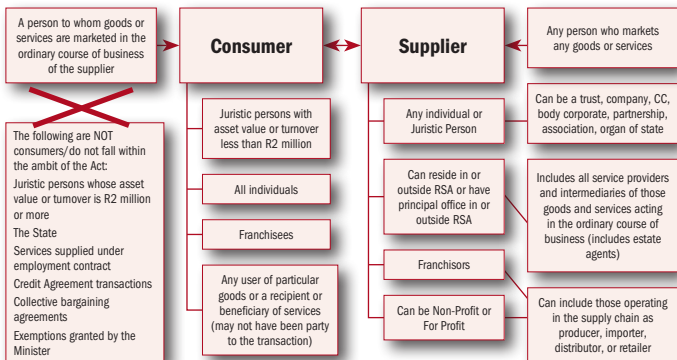 A person to whom goods or
services are marketed in the
ordinary course of business
of the supplier
Consumer
Supplier
Any person who markets
any goods or services
The following are NOT
consumers/do not fall within
the ambit of the Act:
Juristic persons whose asset
value or turnover is R2 million
or more
The State
Services supplied under
employment contract
Credit Agreement transactions
Collective bargaining
agreements
Exemptions granted by the
Minister
Juristic persons with
asset value or turnover
less than R2 million
All individuals
Franchisees
Any user of particular
goods or a recipient or
beneficiary of services
(may not have been party
to the transaction)
Any individual or
Juristic Person
Can reside in or
outside RSA or have
principal office in or
outside RSA
Franchisors
Can be Non-Profit or
For Profit
Can be a trust, company, CC,
body corporate, partnership,
association, organ of state
Includes all service providers
and intermediaries of those
goods and services acting
in the ordinary course of
business (includes estate
agents)
Can include those operating
in the supply chain as
producer, importer,
distributor, or retailer